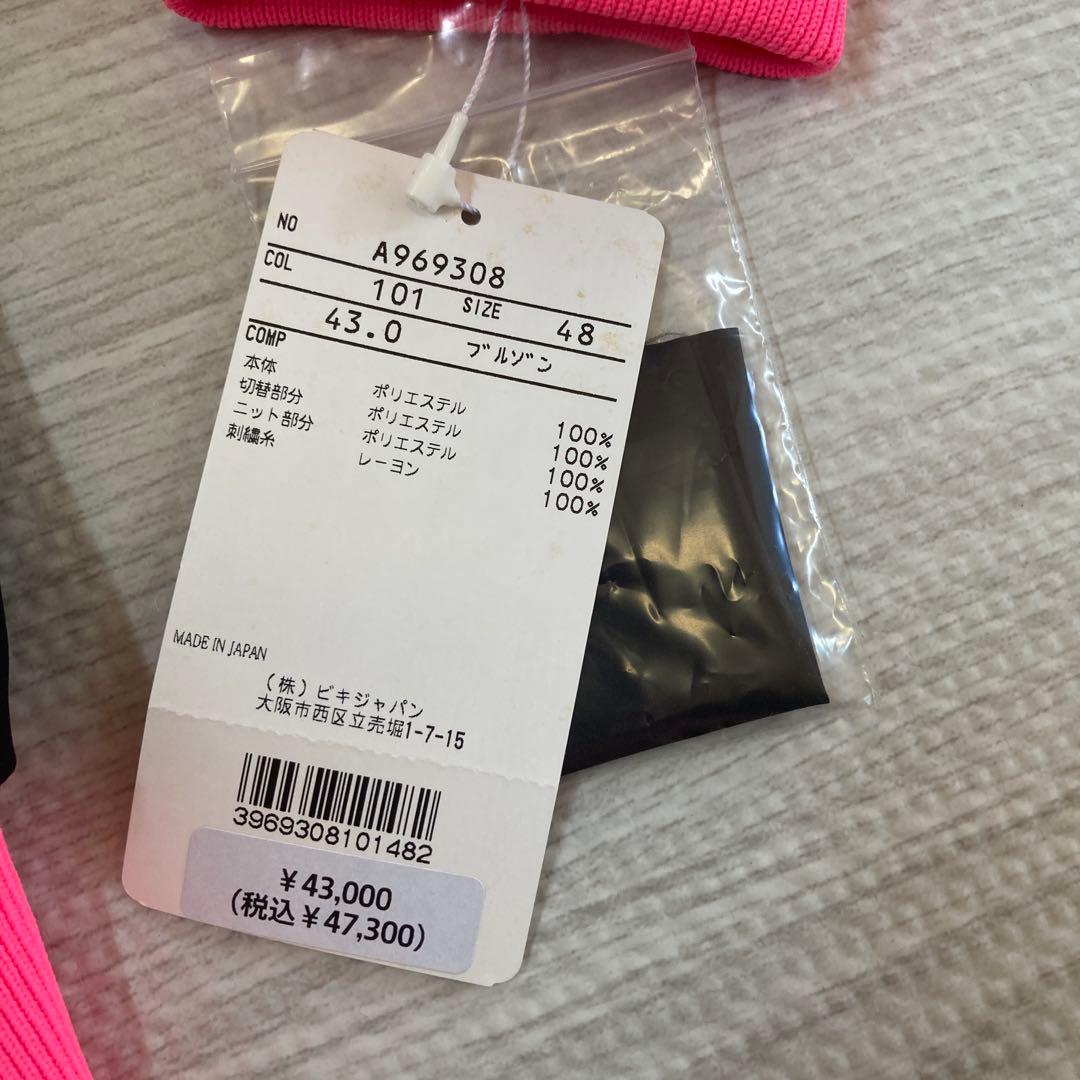 NO A969308
COL 101 SIZE 48
43.0 ブルゾン
COMP
本体 ポリエステル 100%
切替部分 ポリエステル 100%
ニット部分 ポリエステル 100%
刺繍糸 レーヨン 100%
MADE IN JAPAN
(株)ビキジャパン
大阪市西区立売堀1-7-15
3969308101482
¥43,000
(税込¥47,300)